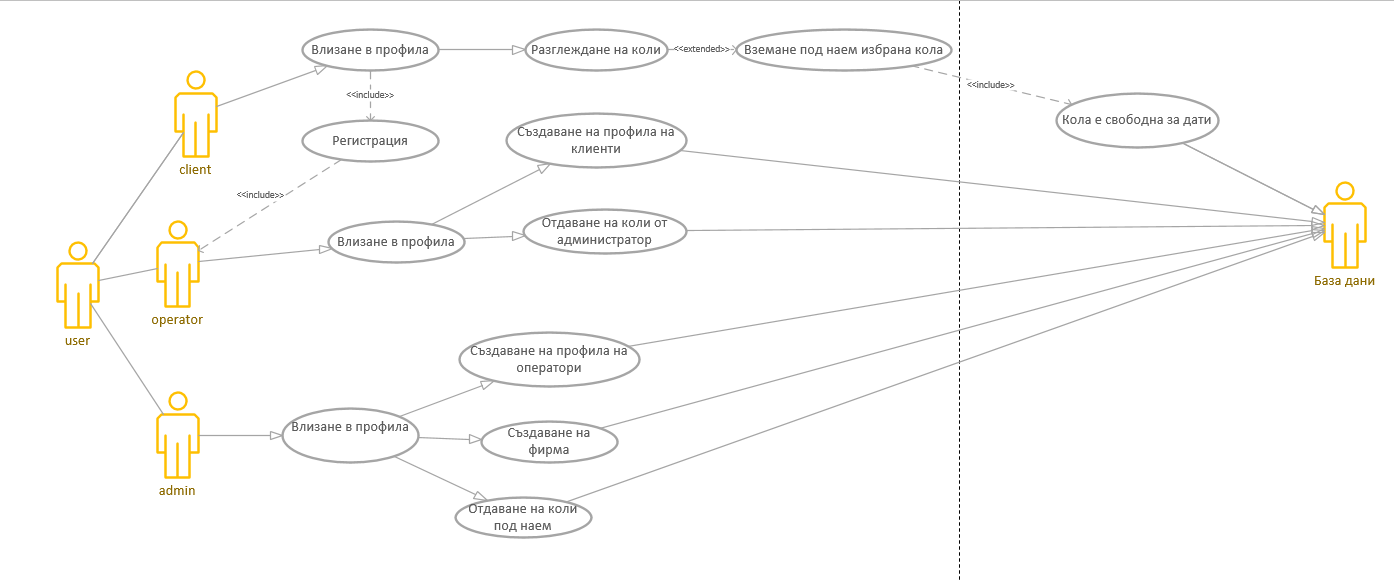 Влизане в профила
Разглеждане на коли
<<extended>>
Вземане под наем избрана кола
<<include>>
<<include>>
Кола е свободна за дати
client
Регистрация
Създаване на профила на
клиенти
<<include>>
Влизане в профила
Отдаване на коли от
администратор
База дани
operator
user
Създаване на профила на
оператори
Влизане в профила
Създаване на
фирма
admin
Отдаване на коли
под наем